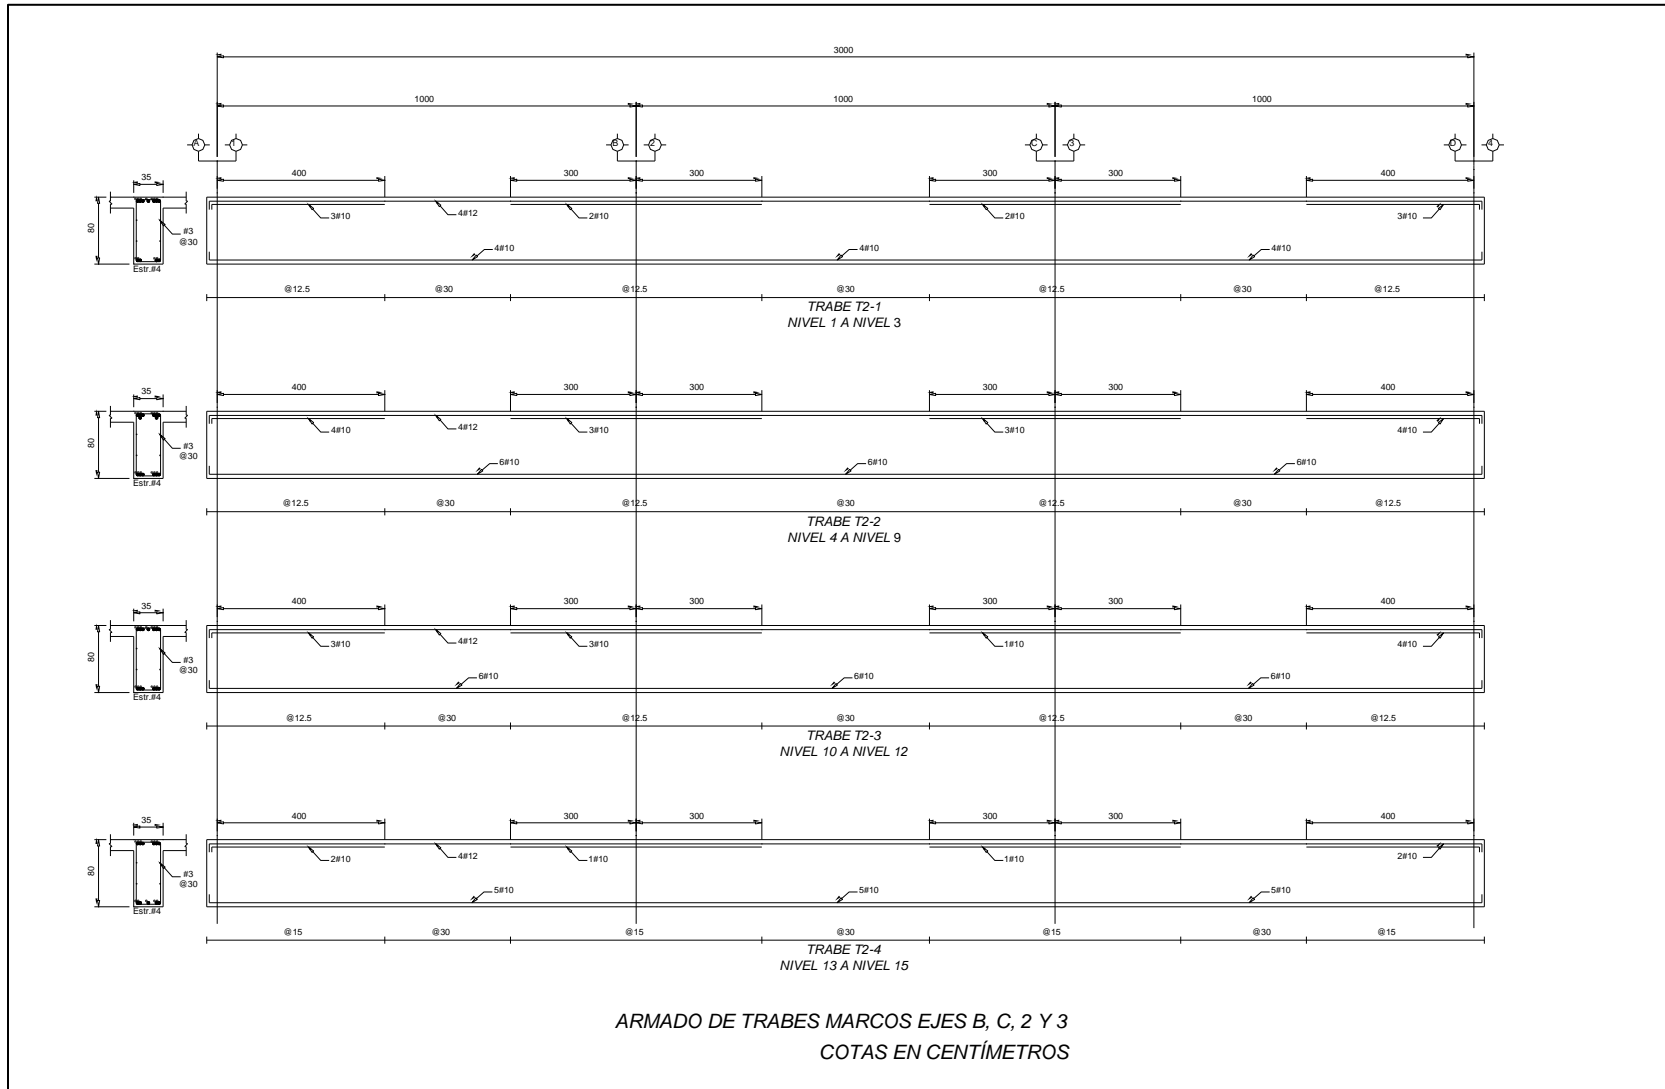 3000
1000 1000 1000
A 1 B 2 C 3 D 4
35 400 300 300 300 300 400
80 #3 @30 Estr.#4
3#10 4#12 2#10 2#10 3#10
4#10 4#10 4#10
@12.5 @30 @12.5 @30 @12.5 @30 @12.5
TRABE T2-1
NIVEL 1 A NIVEL 3
35 400 300 300 300 300 400
80 #3 @30 Estr.#4
4#10 4#12 3#10 3#10 4#10
6#10 6#10 6#10
@12.5 @30 @12.5 @30 @12.5 @30 @12.5
TRABE T2-2
NIVEL 4 A NIVEL 9
35 400 300 300 300 300 400
80 #3 @30 Estr.#4
3#10 4#12 3#10 1#10 4#10
6#10 6#10 6#10
@12.5 @30 @12.5 @30 @12.5 @30 @12.5
TRABE T2-3
NIVEL 10 A NIVEL 12
35 400 300 300 300 300 400
80 #3 @30 Estr.#4
2#10 4#12 1#10 1#10 2#10
5#10 5#10 5#10
@15 @30 @15 @30 @15 @30 @15
TRABE T2-4
NIVEL 13 A NIVEL 15
ARMADO DE TRABES MARCOS EJES B, C, 2 Y 3
COTAS EN CENTÍMETROS